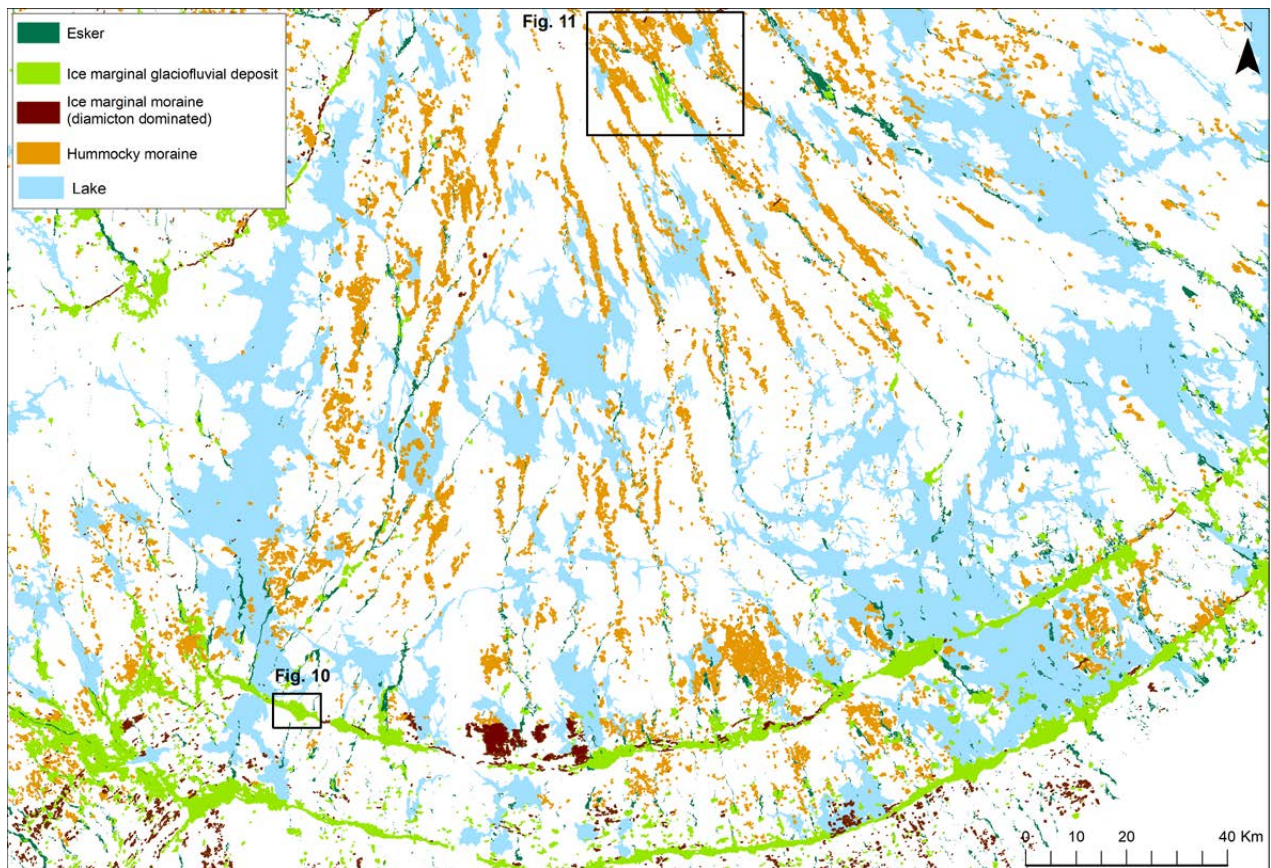 Esker
Ice marginal glaciofluvial deposit
Ice marginal moraine
(diamicton dominated)
Hummocky moraine
Lake
Fig. 11
N
Fig. 10
0 10 20 40 Km